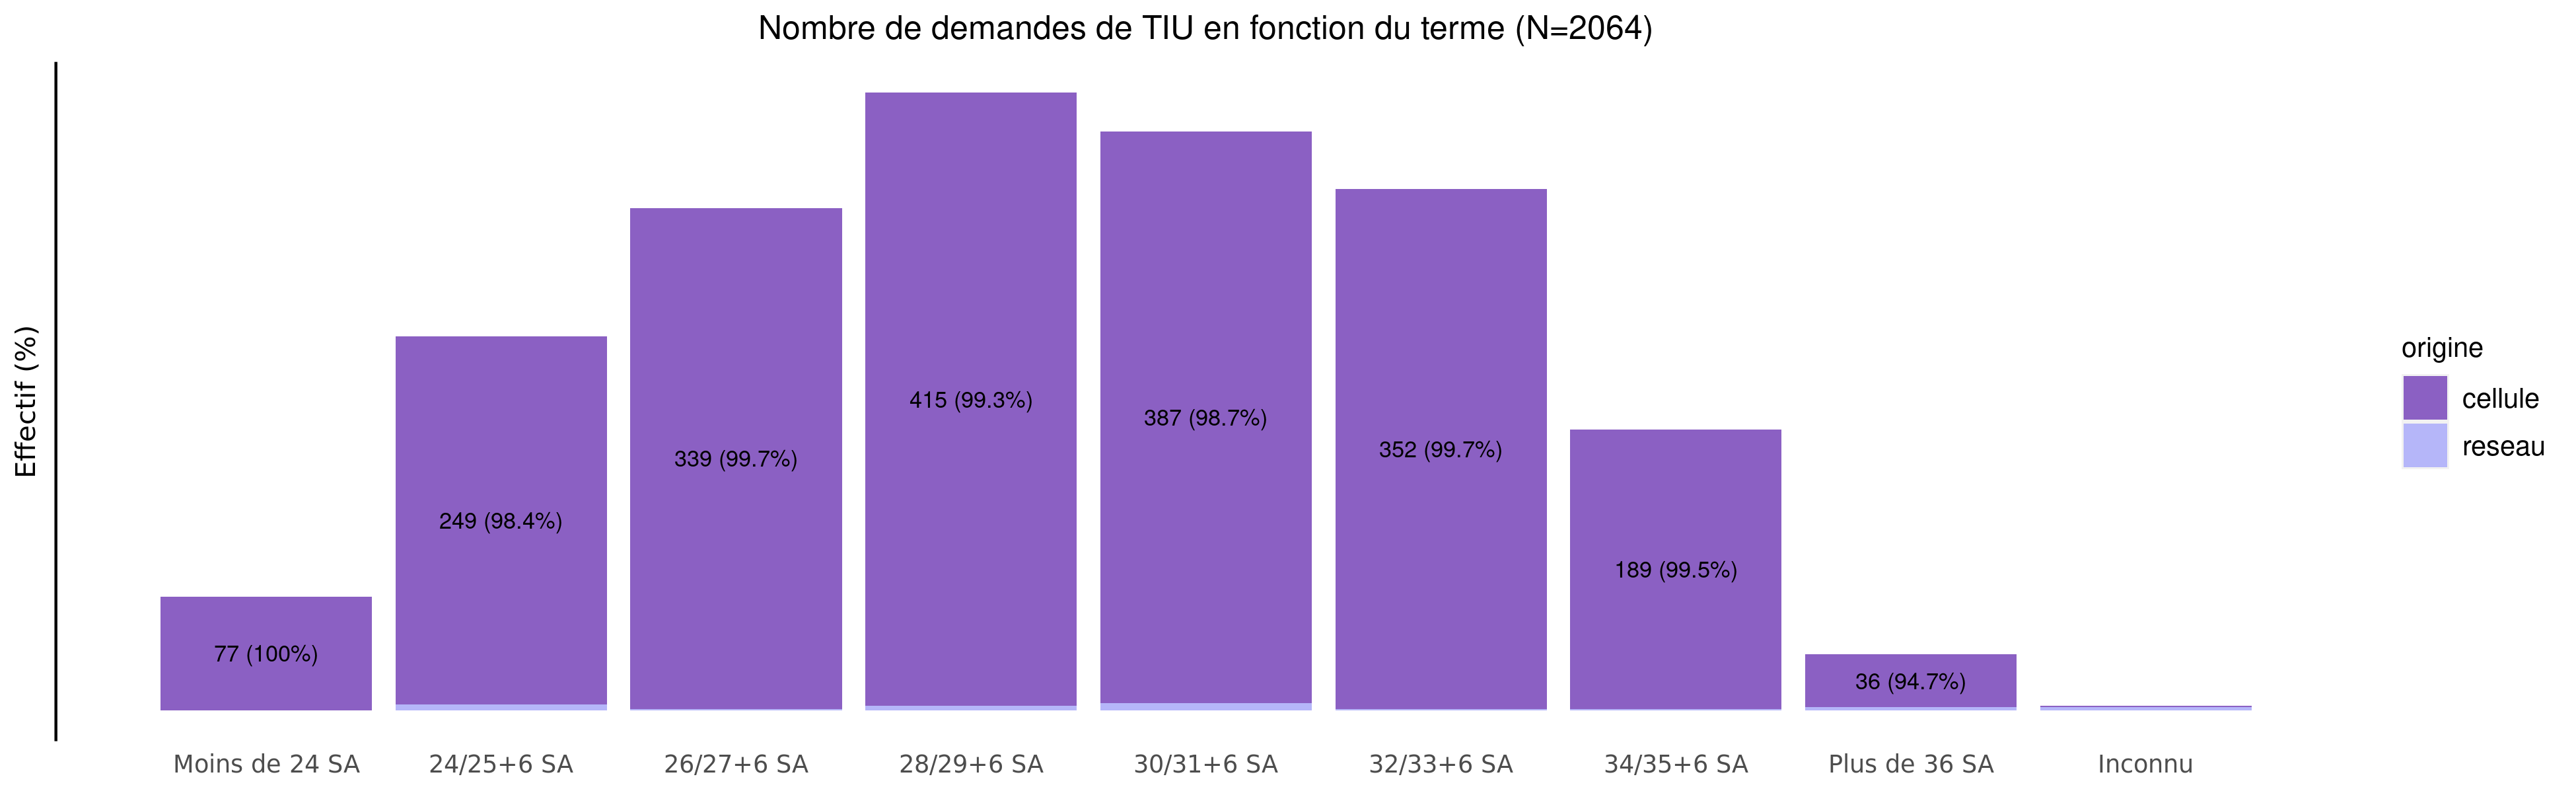 Nombre de demandes de TIU en fonction du terme (N=2064)
Effectif (%)
77 (100%)
249 (98.4%)
339 (99.7%)
415 (99.3%)
387 (98.7%)
352 (99.7%)
189 (99.5%)
36 (94.7%)
Moins de 24 SA
24/25+6 SA
26/27+6 SA
28/29+6 SA
30/31+6 SA
32/33+6 SA
34/35+6 SA
Plus de 36 SA
Inconnu
origine
cellule
reseau